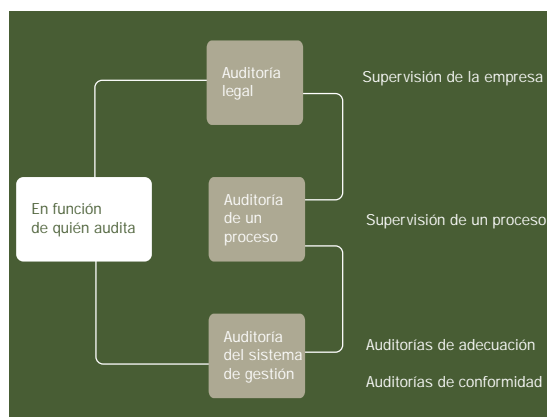 Auditoría
legal
Supervisión de la empresa
En función
de quién audita
Auditoría
de un
proceso
Supervisión de un proceso
Auditoría
del sistema
de gestión
Auditorías de adecuación
Auditorías de conformidad